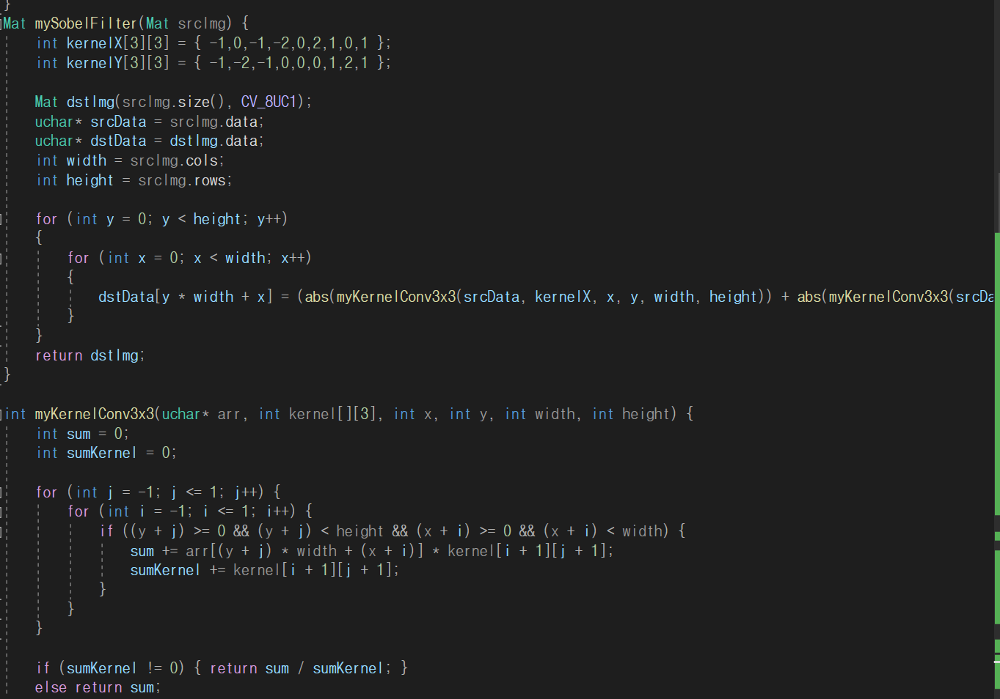 }
Mat mySobelFilter(Mat srcImg) {
    int kernelX[3][3] = { -1,0,-1,-2,0,2,1,0,1 };
    int kernelY[3][3] = { -1,-2,-1,0,0,0,1,2,1 };

    Mat dstImg(srcImg.size(), CV_8UC1);
    uchar* srcData = srcImg.data;
    uchar* dstData = dstImg.data;
    int width = srcImg.cols;
    int height = srcImg.rows;

    for (int y = 0; y < height; y++)
    {
        for (int x = 0; x < width; x++)
        {
            dstData[y * width + x] = (abs(myKernelConv3x3(srcData, kernelX, x, y, width, height)) + abs(myKernelConv3x3(srcDa
        }
    }
    return dstImg;
}

int myKernelConv3x3(uchar* arr, int kernel[][3], int x, int y, int width, int height) {
    int sum = 0;
    int sumKernel = 0;

    for (int j = -1; j <= 1; j++) {
        for (int i = -1; i <= 1; i++) {
            if ((y + j) >= 0 && (y + j) < height && (x + i) >= 0 && (x + i) < width) {
                sum += arr[(y + j) * width + (x + i)] * kernel[i + 1][j + 1];
                sumKernel += kernel[i + 1][j + 1];
            }
        }
    }

    if (sumKernel != 0) { return sum / sumKernel; }
    else return sum;